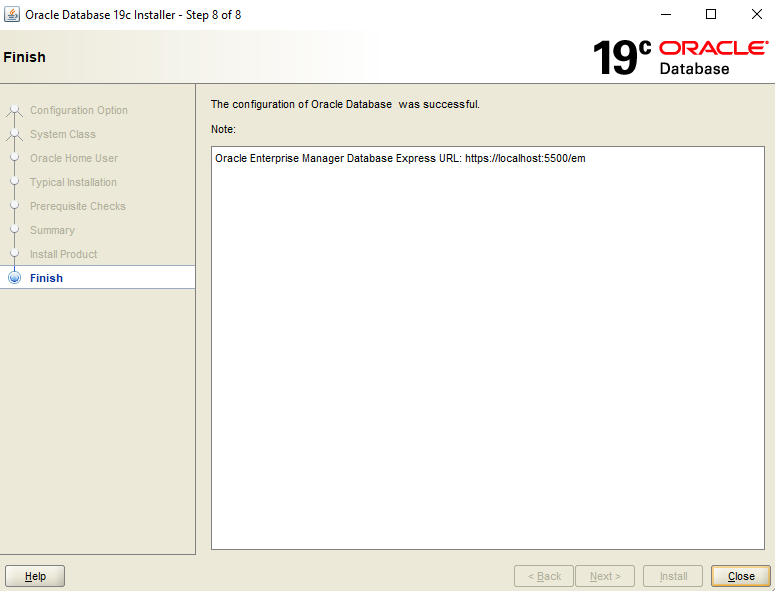 Oracle Database 19c Installer - Step 8 of 8
Finish
19c ORACLE®
Database
Configuration Option
System Class
Oracle Home User
Typical Installation
Prerequisite Checks
Summary
Install Product
Finish
The configuration of Oracle Database  was successful.
Note:
Oracle Enterprise Manager Database Express URL: https://localhost:5500/em
Help
< Back
Next >
Install
Close